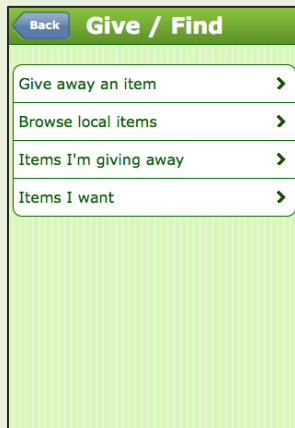 Back
Give / Find
Give away an item
Browse local items
Items I'm giving away
Items I want